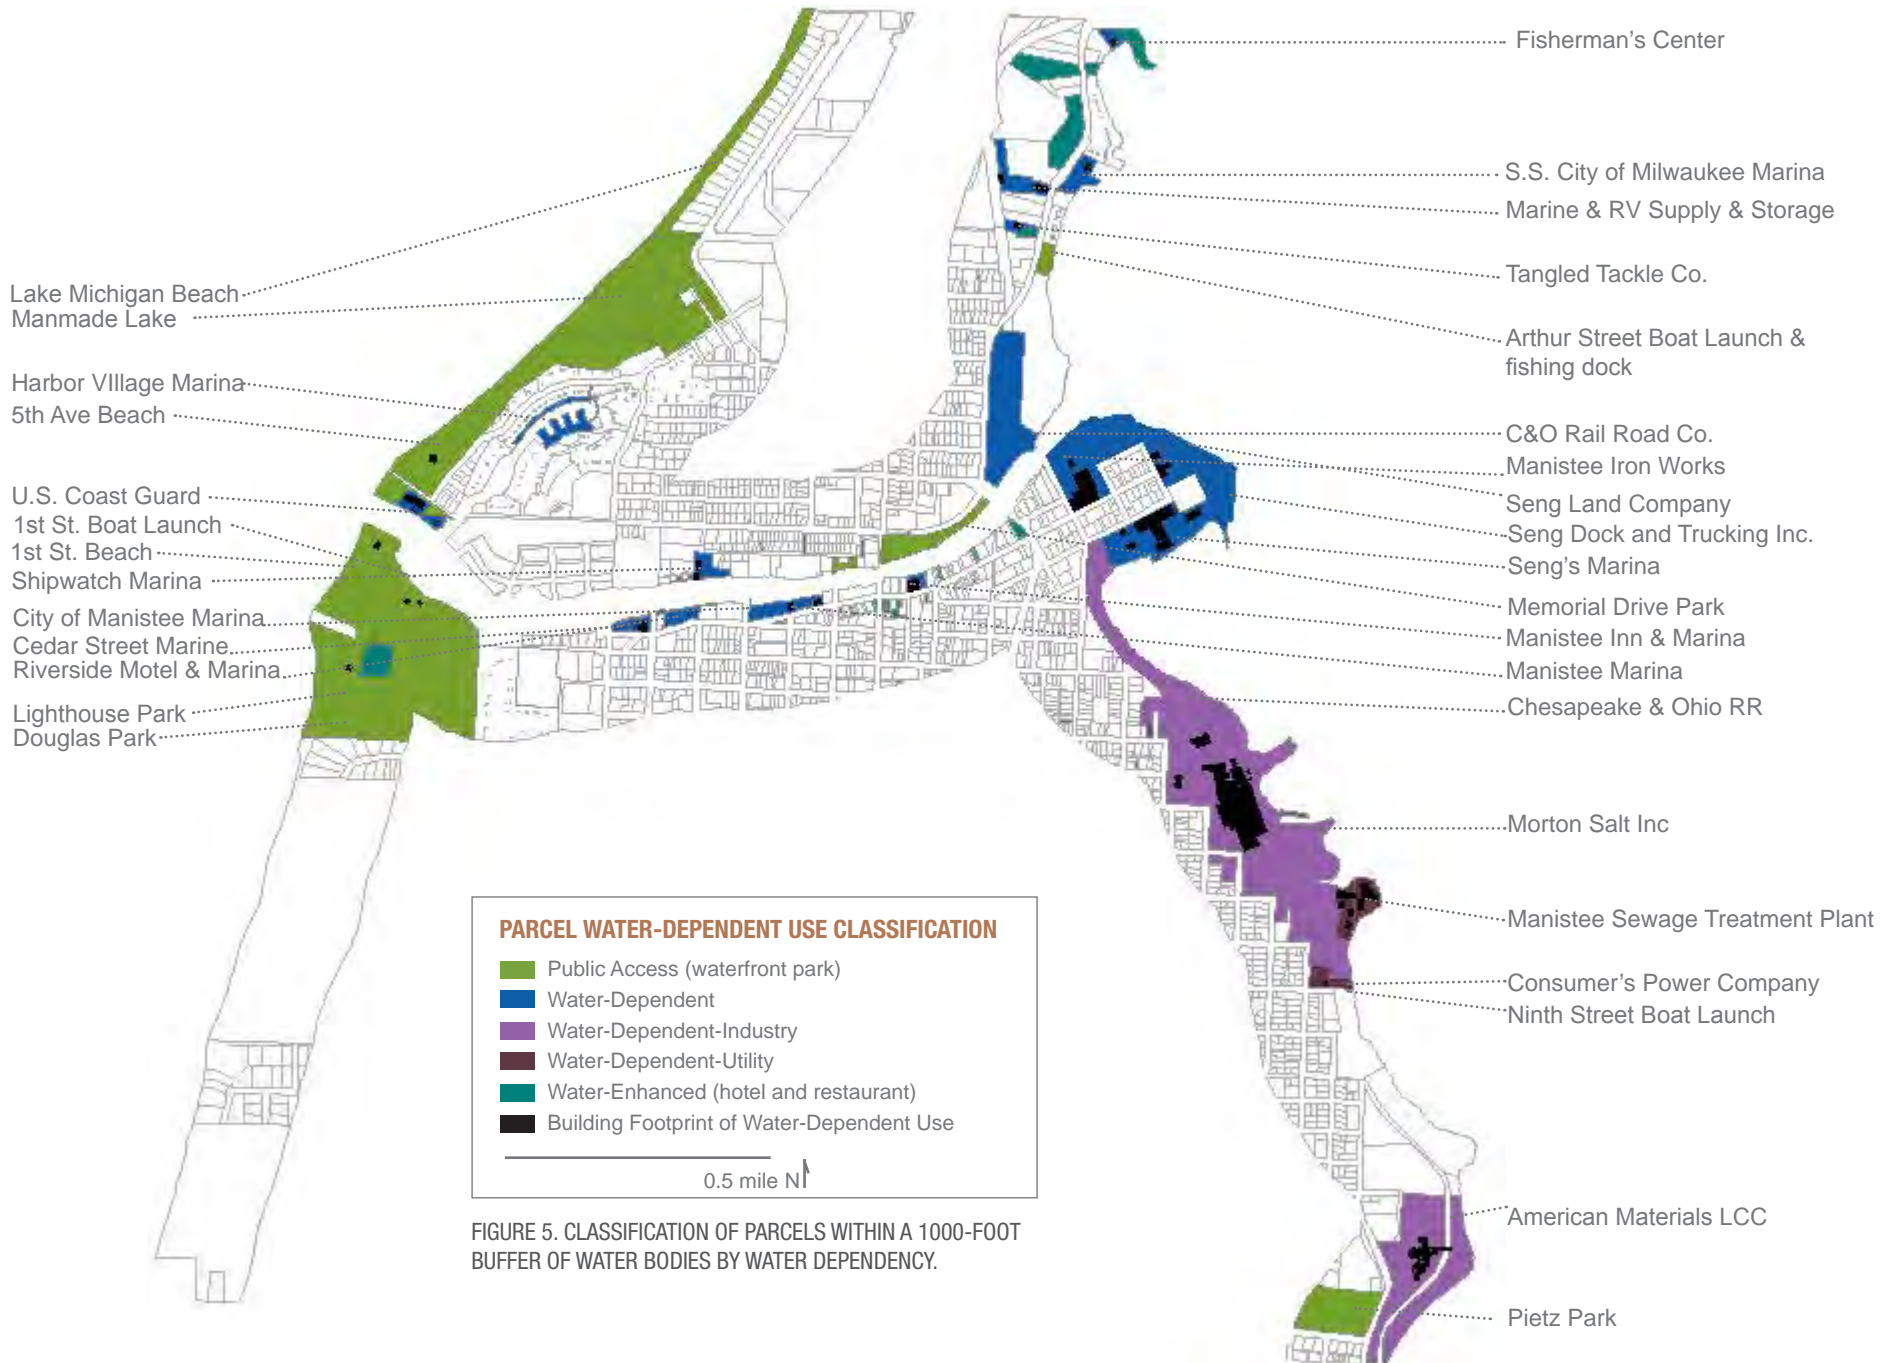 Fisherman's Center
S.S. City of Milwaukee Marina
Marine & RV Supply & Storage
Tangled Tackle Co.
Arthur Street Boat Launch &
fishing dock
C&O Rail Road Co.
Manistee Iron Works
Seng Land Company
Seng Dock and Trucking Inc.
Seng's Marina
Memorial Drive Park
Manistee Inn & Marina
Manistee Marina
Chesapeake & Ohio RR
Morton Salt Inc
Manistee Sewage Treatment Plant
Consumer's Power Company
Ninth Street Boat Launch
American Materials LCC
Pietz Park
Lake Michigan Beach
Manmade Lake
Harbor VIllage Marina
5th Ave Beach
U.S. Coast Guard
1st St. Boat Launch
1st St. Beach
Shipwatch Marina
City of Manistee Marina
Cedar Street Marine
Riverside Motel & Marina
Lighthouse Park
Douglas Park
PARCEL WATER-DEPENDENT USE CLASSIFICATION
Public Access (waterfront park)
Water-Dependent
Water-Dependent-Industry
Water-Dependent-Utility
Water-Enhanced (hotel and restaurant)
Building Footprint of Water-Dependent Use
0.5 mile N
FIGURE 5. CLASSIFICATION OF PARCELS WITHIN A 1000-FOOT
BUFFER OF WATER BODIES BY WATER DEPENDENCY.